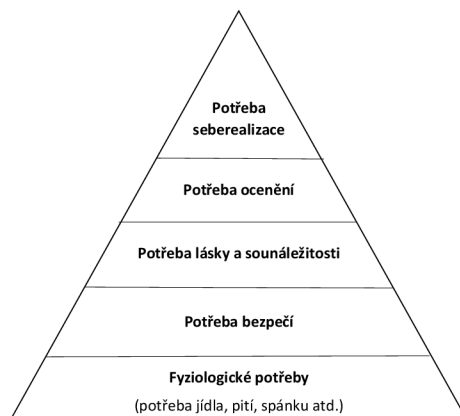 Potřeba
seberealizace
Potřeba ocenění
Potřeba lásky a sounáležitosti
Potřeba bezpečí
Fyziologické potřeby
(potřeba jídla, pití, spánku atd.)